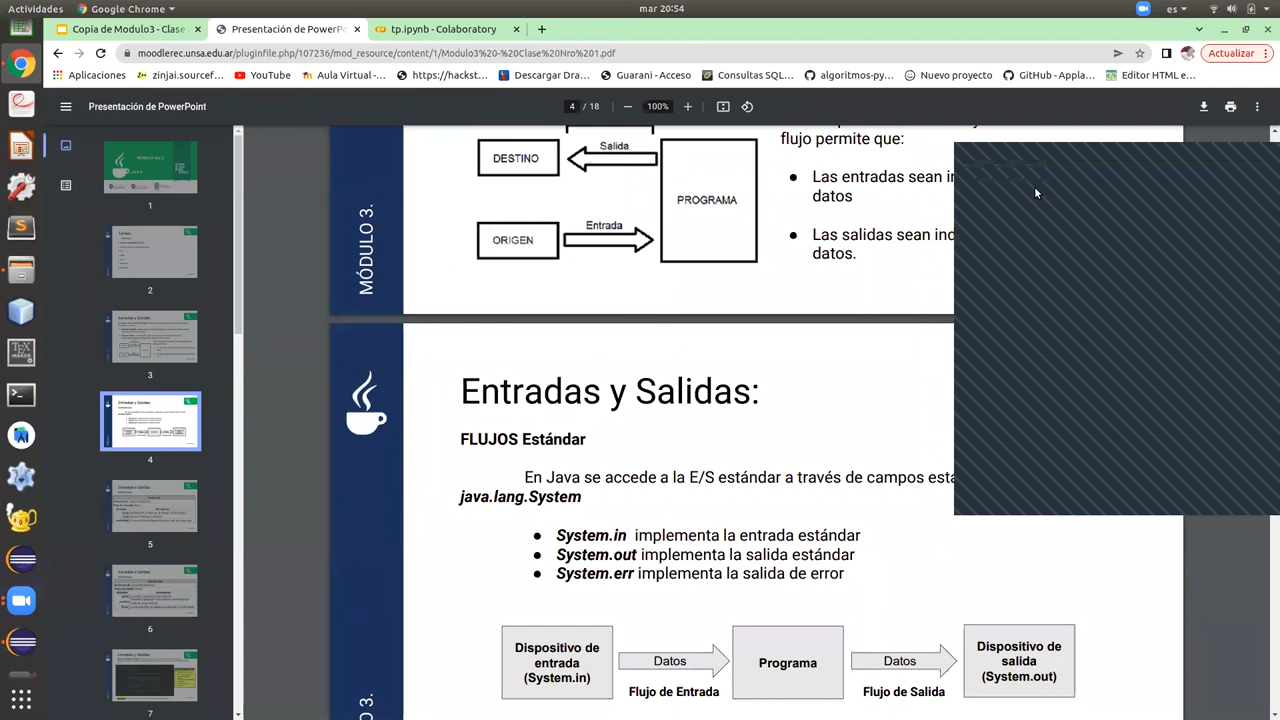 Actividades
Google Chrome
mar 20:54
es
Copia de Modulo3 - Clase
Presentación de PowerPo
tp.ipynb - Colaboratory
moodlerec.unsa.edu.ar/pluginfile.php/107236/mod_resource/content/1/Modulo3%20-%20Clase%20Nro%201.pdf
Actualizar
Aplicaciones
zinjai.sourcef...
YouTube
Aula Virtual -...
https://hackst...
Descargar Dra...
Guarani - Acceso
Consultas SQL...
algoritmos-py...
Nuevo proyecto
GitHub - Appla...
Editor HTML e...
Presentación de PowerPoint
4 / 18
100%
1
2
3
4
5
6
7
MÓDULO 3.
DESTINO
Salida
PROGRAMA
ORIGEN
Entrada
flujo permite que:
● Las entradas sean in
datos
● Las salidas sean ind
datos.
Entradas y Salidas:
FLUJOS Estándar
En Java se accede a la E/S estándar a través de campos está
java.lang.System
● System.in implementa la entrada estándar
● System.out implementa la salida estándar
● System.err implementa la salida de error
Dispositivo de
entrada
(System.in)
Datos
Flujo de Entrada
Programa
Datos
Flujo de Salida
Dispositivo de
salida
(System.out)